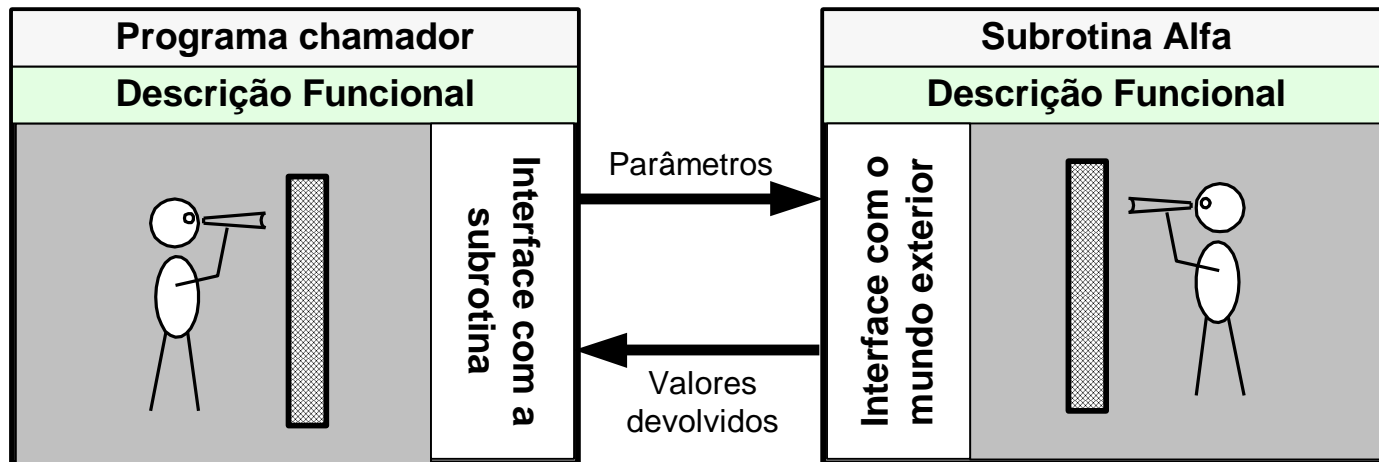 Programa chamador
Descrição Funcional
Interface com a
subrotina
Parâmetros
Valores
devolvidos
Subrotina Alfa
Descrição Funcional
Interface com o
mundo exterior